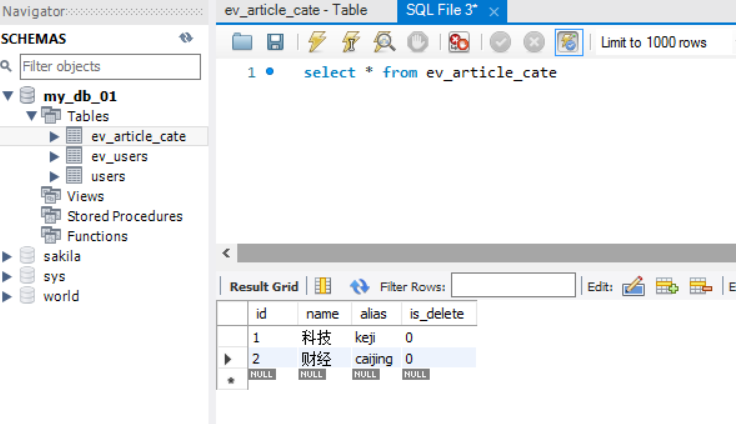 Navigator
SCHEMAS
Filter objects
my_db_01
Tables
ev_article_cate
ev_users
users
Views
Stored Procedures
Functions
sakila
sys
world
ev_article_cate - Table
SQL File 3*
Limit to 1000 rows
1 select * from ev_article_cate
Result Grid Filter Rows: Edit: E
id name alias is_delete
1 科技 keji 0
2 财经 caijing 0
NULL NULL NULL NULL